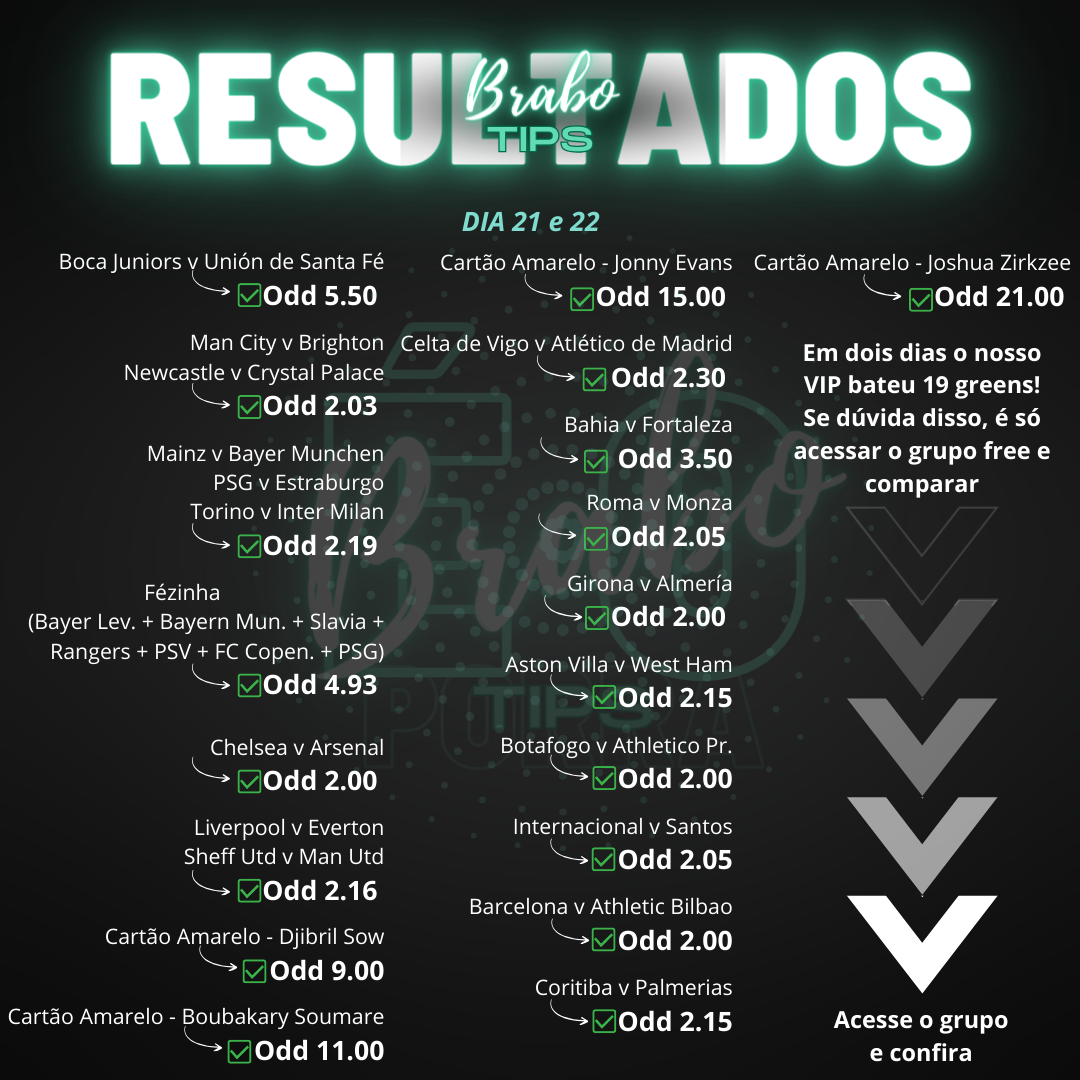 RESULTADOS
Brabo
TIPS
DIA 21 e 22
Boca Juniors v Unión de Santa Fé
Odd 5.50
Man City v Brighton
Newcastle v Crystal Palace
Odd 2.03
Mainz v Bayer Munchen
PSG v Estraburgo
Torino v Inter Milan
Odd 2.19
Fézinha
(Bayer Lev. + Bayern Mun. + Slavia +
Rangers + PSV + FC Copen. + PSG)
Odd 4.93
Chelsea v Arsenal
Odd 2.00
Liverpool v Everton
Sheff Utd v Man Utd
Odd 2.16
Cartão Amarelo - Djibril Sow
Odd 9.00
Cartão Amarelo - Boubakary Soumare
Odd 11.00
Cartão Amarelo - Jonny Evans
Odd 15.00
Celta de Vigo v Atlético de Madrid
Odd 2.30
Bahia v Fortaleza
Odd 3.50
Roma v Monza
Odd 2.05
Girona v Almería
Odd 2.00
Aston Villa v West Ham
Odd 2.15
Botafogo v Athletico Pr.
Odd 2.00
Internacional v Santos
Odd 2.05
Barcelona v Athletic Bilbao
Odd 2.00
Coritiba v Palmerias
Odd 2.15
Cartão Amarelo - Joshua Zirkzee
Odd 21.00
Em dois dias o nosso
VIP bateu 19 greens!
Se dúvida disso, é só
acessar o grupo free e
comparar
Acesse o grupo
e confira
É O
Brabo
TIPS
PORRA